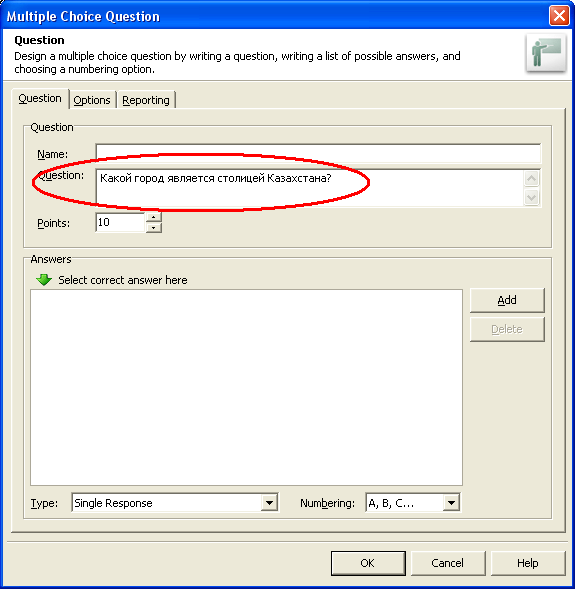 Multiple Choice Question
Question
Design a multiple choice question by writing a question, writing a list of possible answers, and
choosing a numbering option.
Question Options Reporting
Question
Name:
Question: Какой город является столицей Казахстана?
Points: 10
Answers
Select correct answer here
Add
Delete
Type: Single Response Numbering: A, B, C...
OK Cancel Help